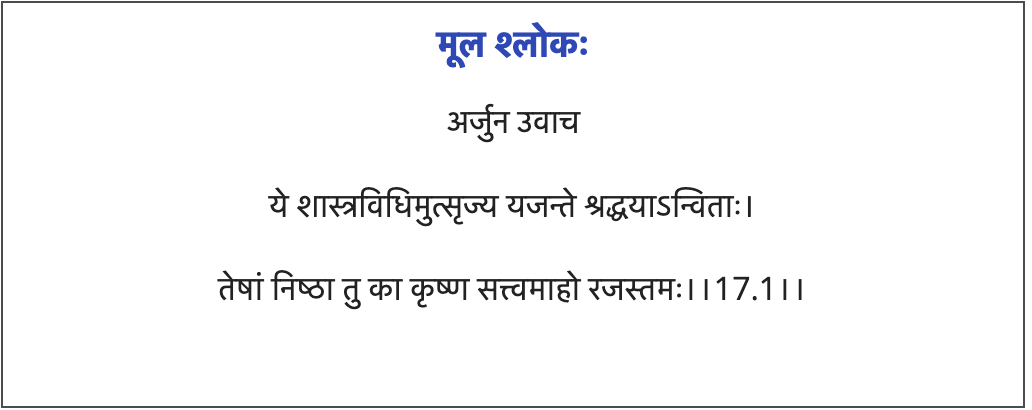 मूल श्लोकः
अर्जुन उवाच
ये शास्त्रविधिमुत्सृज्य यजन्ते श्रद्धयाऽन्विताः।
तेषां निष्ठा तु का कृष्ण सत्त्वमाहो रजस्तमः।।17.1।।